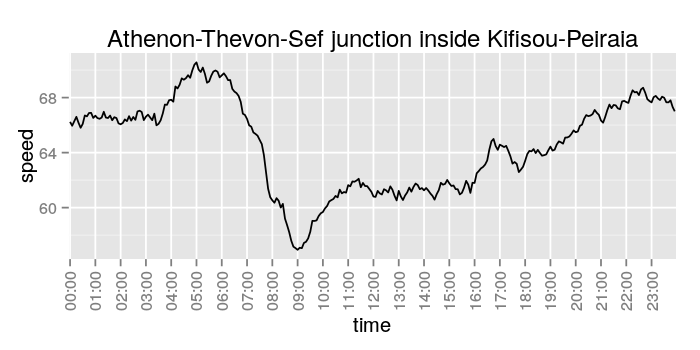 Athenon-Thevon-Sef junction inside Kifisou-Peiraia
speed
68
64
60
00:00 01:00 02:00 03:00 04:00 05:00 06:00 07:00 08:00 09:00 10:00 11:00 12:00 13:00 14:00 15:00 16:00 17:00 18:00 19:00 20:00 21:00 22:00 23:00
time